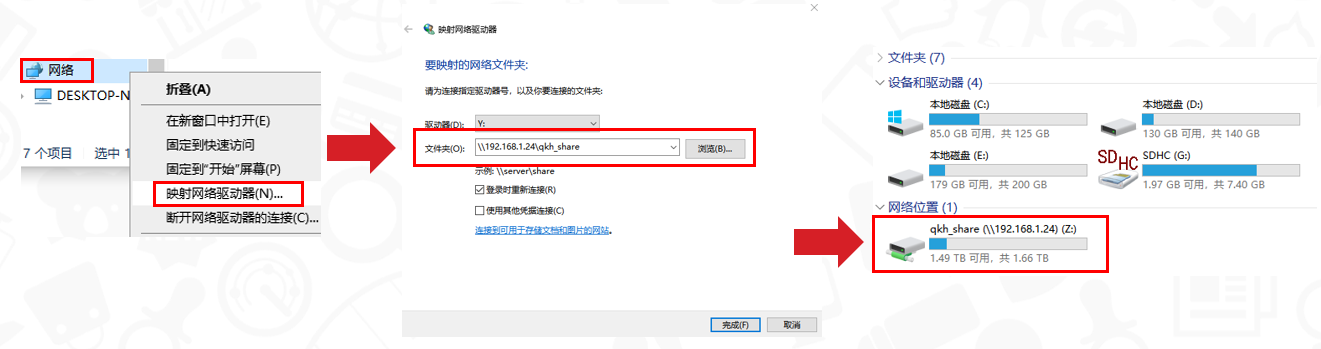 网络
DESKTOP-N
7 个项目
选中 1
折叠(A)
在新窗口中打开(E)
固定到快速访问
固定到"开始"屏幕(P)
映射网络驱动器(N)...
断开网络驱动器的连接(C)...
映射网络驱动器
要映射的网络文件夹:
请为连接指定驱动器号，以及你要连接的文件夹:
驱动器(D):
Y:
文件夹(O):
\\192.168.1.24\qkh_share
浏览(B)...
示例: \\server\share
登录时重新连接(R)
使用其他凭据连接(C)
连接到可用于存储文档和图片的网站。
完成(F)
取消
文件夹 (7)
设备和驱动器 (4)
本地磁盘 (C:)
85.0 GB 可用，共 125 GB
本地磁盘 (D:)
130 GB 可用，共 140 GB
本地磁盘 (E:)
179 GB 可用，共 200 GB
SDHC
SDHC (G:)
1.97 GB 可用，共 7.40 GB
网络位置 (1)
qkh_share (\\192.168.1.24) (Z:)
1.49 TB 可用，共 1.66 TB